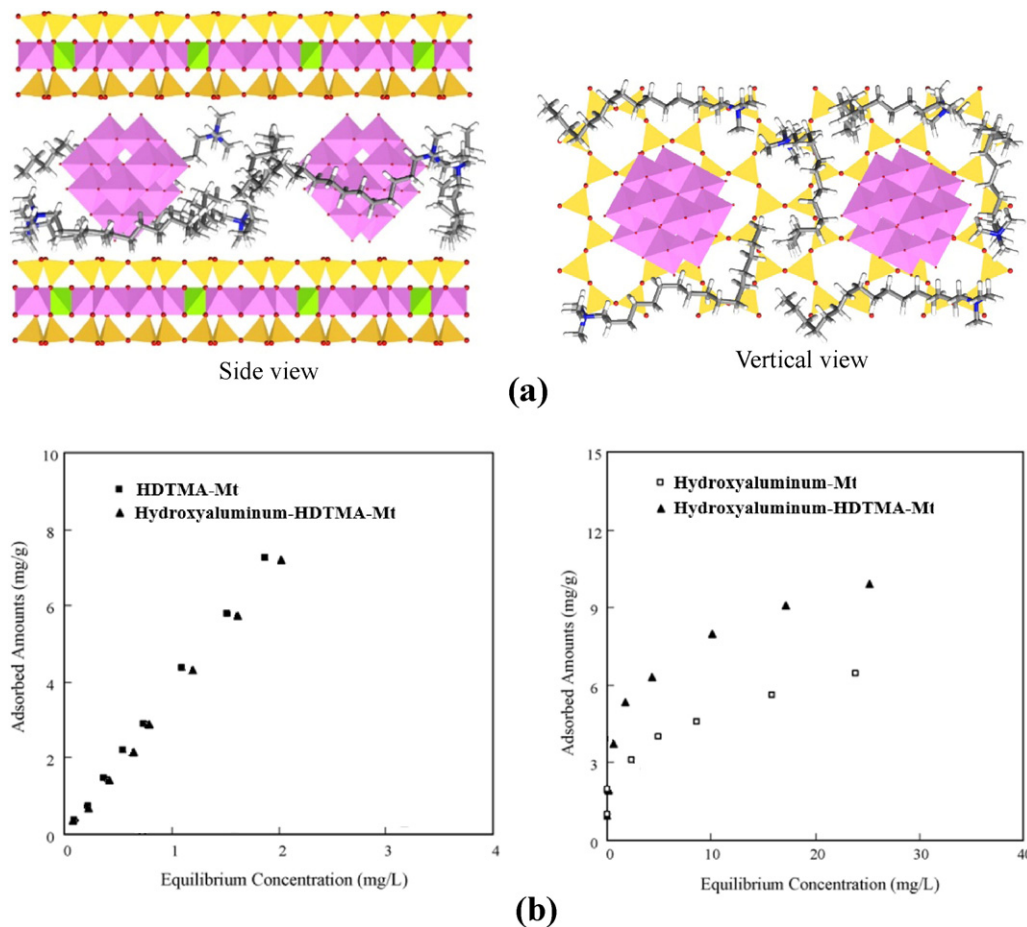 Side view
Vertical view
(a)
10
8
6
4
2
0
HDTMA-Mt
Hydroxyaluminum-HDTMA-Mt
Adsorbed Amounts (mg/g)
0 1 2 3 4
Equilibrium Concentration (mg/L)
15
12
9
6
3
0
Hydroxyaluminum-Mt
Hydroxyaluminum-HDTMA-Mt
Adsorbed Amounts (mg/g)
0 10 20 30 40
Equilibrium Concentration (mg/L)
(b)